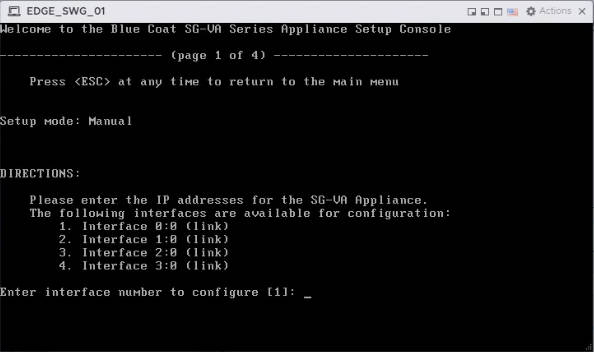 EDGE_SWG_01
Actions
Welcome to the Blue Coat SG-VA Series Appliance Setup Console
---------------------- (page 1 of 4) ---------------------
Press <ESC> at any time to return to the main menu
Setup mode: Manual
DIRECTIONS:
Please enter the IP addresses for the SG-VA Appliance.
The following interfaces are available for configuration:
1. Interface 0:0 (link)
2. Interface 1:0 (link)
3. Interface 2:0 (link)
4. Interface 3:0 (link)
Enter interface number to configure [1]: _